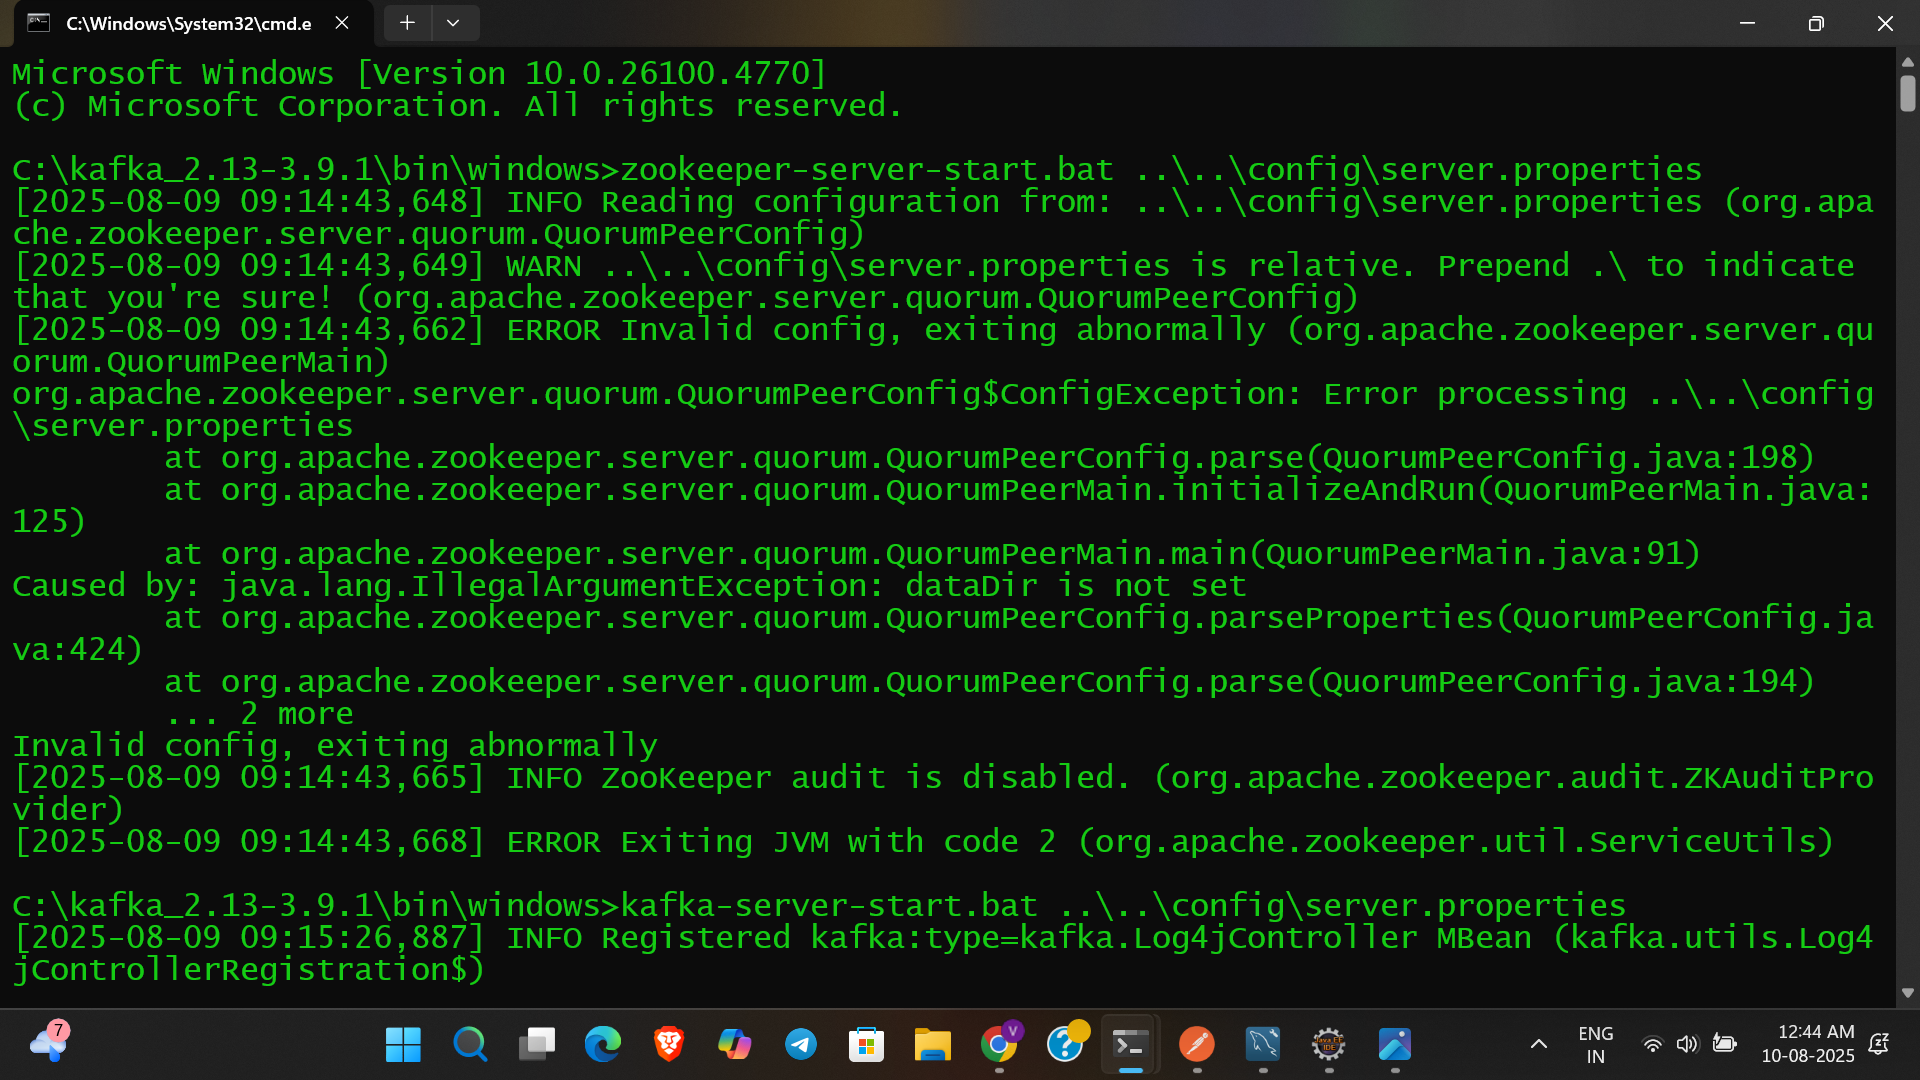 C:\Windows\System32\cmd.e
Microsoft Windows [Version 10.0.26100.4770]
(c) Microsoft Corporation. All rights reserved.
C:\kafka_2.13-3.9.1\bin\windows>zookeeper-server-start.bat ..\..\config\server.properties
[2025-08-09 09:14:43,648] INFO Reading configuration from: ..\..\config\server.properties (org.apa
che.zookeeper.server.quorum.QuorumPeerConfig)
[2025-08-09 09:14:43,649] WARN ..\..\config\server.properties is relative. Prepend .\ to indicate
that you're sure! (org.apache.zookeeper.server.quorum.QuorumPeerConfig)
[2025-08-09 09:14:43,662] ERROR Invalid config, exiting abnormally (org.apache.zookeeper.server.qu
orum.QuorumPeerMain)
org.apache.zookeeper.server.quorum.QuorumPeerConfig$ConfigException: Error processing ..\..\config
\server.properties
at org.apache.zookeeper.server.quorum.QuorumPeerConfig.parse(QuorumPeerConfig.java:198)
at org.apache.zookeeper.server.quorum.QuorumPeerMain.initializeAndRun(QuorumPeerMain.java:
125)
at org.apache.zookeeper.server.quorum.QuorumPeerMain.main(QuorumPeerMain.java:91)
Caused by: java.lang.IllegalArgumentException: dataDir is not set
at org.apache.zookeeper.server.quorum.QuorumPeerConfig.parseProperties(QuorumPeerConfig.ja
va:424)
at org.apache.zookeeper.server.quorum.QuorumPeerConfig.parse(QuorumPeerConfig.java:194)
... 2 more
Invalid config, exiting abnormally
[2025-08-09 09:14:43,665] INFO ZooKeeper audit is disabled. (org.apache.zookeeper.audit.ZKAuditPro
vider)
[2025-08-09 09:14:43,668] ERROR Exiting JVM with code 2 (org.apache.zookeeper.util.ServiceUtils)
C:\kafka_2.13-3.9.1\bin\windows>kafka-server-start.bat ..\..\config\server.properties
[2025-08-09 09:15:26,887] INFO Registered kafka:type=kafka.Log4jController MBean (kafka.utils.Log4
jControllerRegistration$)
7
V
Java EE
IDE
ENG
IN
12:44 AM
10-08-2025